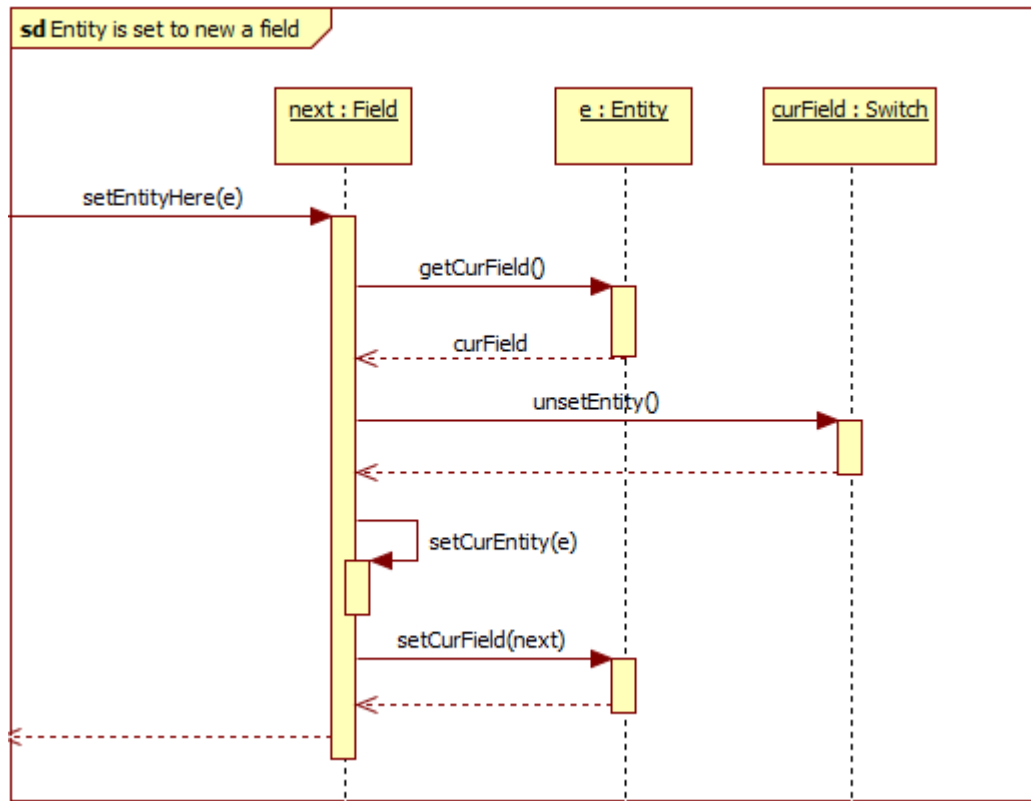 sd Entity is set to new a field
next : Field
e : Entity
curField : Switch
setEntityHere(e)
getCurField()
curField
unsetEntity()
setCurEntity(e)
setCurField(next)